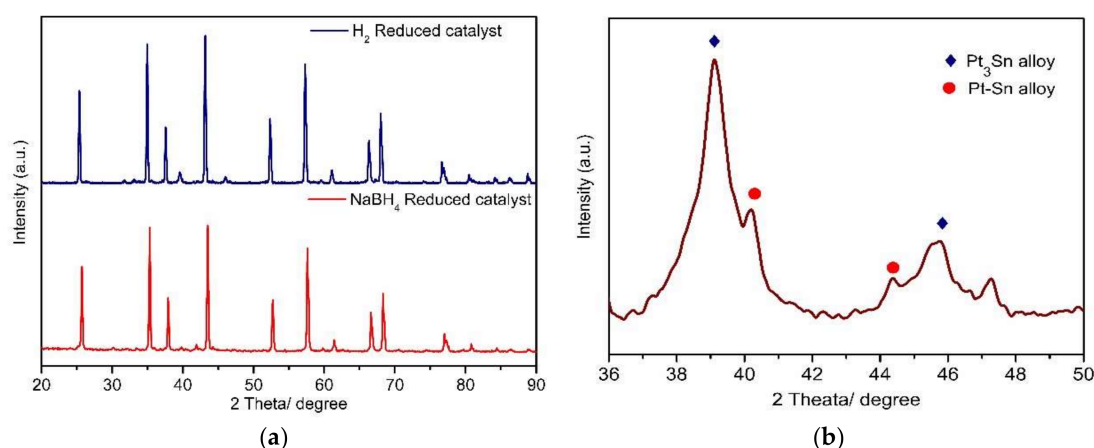 H2 Reduced catalyst
NaBH4 Reduced catalyst
Intensity (a.u.)
20 30 40 50 60 70 80 90
2 Theta/ degree
(a)
Pt3Sn alloy
Pt-Sn alloy
Intensity (a.u.)
36 38 40 42 44 46 48 50
2 Theata/ degree
(b)